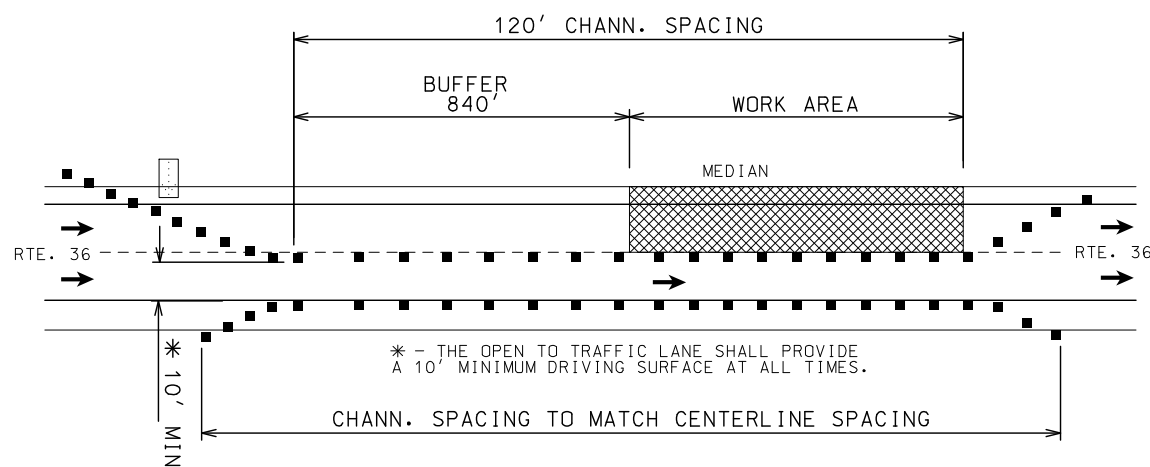 120' CHANN. SPACING
BUFFER
840'
WORK AREA
MEDIAN
RTE. 36
RTE. 36
* 10' MIN
* - THE OPEN TO TRAFFIC LANE SHALL PROVIDE
A 10' MINIMUM DRIVING SURFACE AT ALL TIMES.
CHANN. SPACING TO MATCH CENTERLINE SPACING